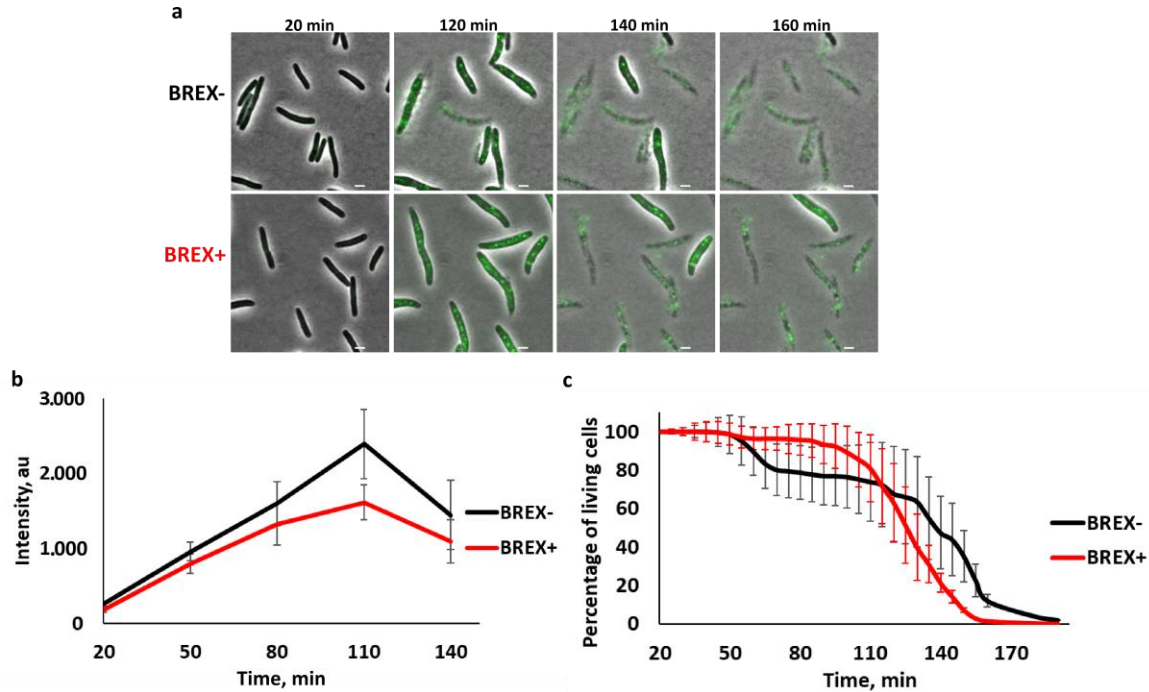 a
20 min 120 min 140 min 160 min
BREX-
BREX+
b
3.000
2.000
1.000
0
Intensity, au
20 50 80 110 140
Time, min
BREX-
BREX+
c
100
80
60
40
20
0
Percentage of living cells
20 50 80 110 140 170
Time, min
BREX-
BREX+